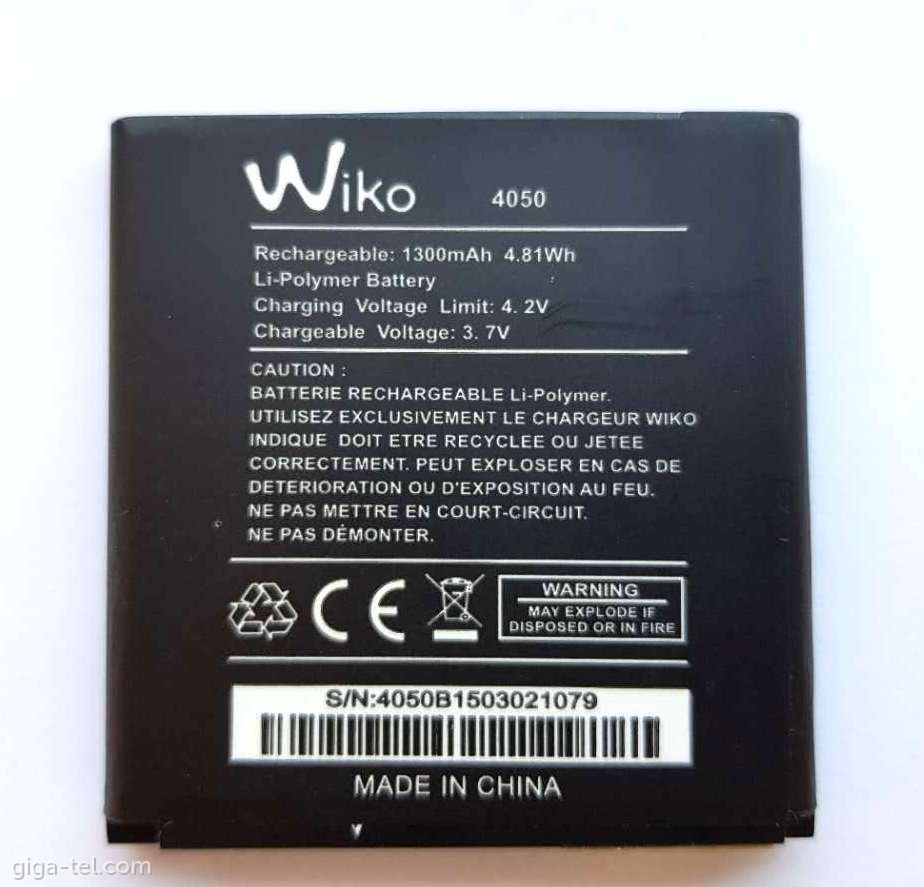 Wiko 4050
Rechargeable: 1300mAh 4.81Wh
Li-Polymer Battery
Charging Voltage Limit: 4. 2V
Chargeable Voltage: 3. 7V
CAUTION :
BATTERIE RECHARGEABLE Li-Polymer.
UTILISEZ EXCLUSIVEMENT LE CHARGEUR WIKO
INDIQUE DOIT ETRE RECYCLEE OU JETEE
CORRECTEMENT. PEUT EXPLOSER EN CAS DE
DETERIORATION OU D'EXPOSITION AU FEU.
NE PAS METTRE EN COURT-CIRCUIT.
NE PAS DÉMONTER.
CE
WARNING
MAY EXPLODE IF
DISPOSED OR IN FIRE
S/N:4050B1503021079
MADE IN CHINA
giga-tel.com